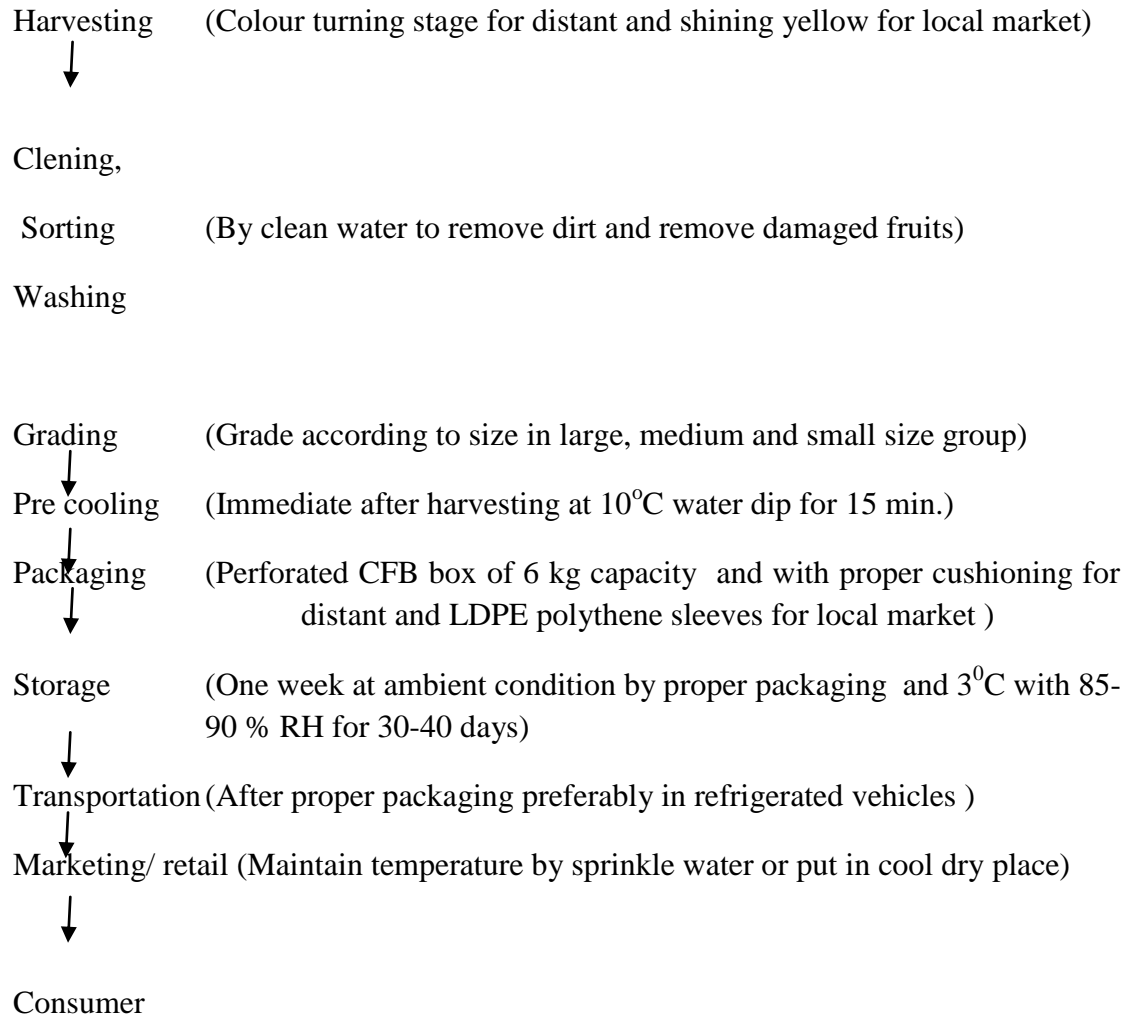 Harvesting (Colour turning stage for distant and shining yellow for local market)
Clening,
Sorting (By clean water to remove dirt and remove damaged fruits)
Washing
Grading (Grade according to size in large, medium and small size group)
Pre cooling (Immediate after harvesting at 10°C water dip for 15 min.)
Packaging (Perforated CFB box of 6 kg capacity and with proper cushioning for
distant and LDPE polythene sleeves for local market )
Storage (One week at ambient condition by proper packaging and 3⁰C with 85-
90 % RH for 30-40 days)
Transportation (After proper packaging preferably in refrigerated vehicles )
Marketing/ retail (Maintain temperature by sprinkle water or put in cool dry place)
Consumer